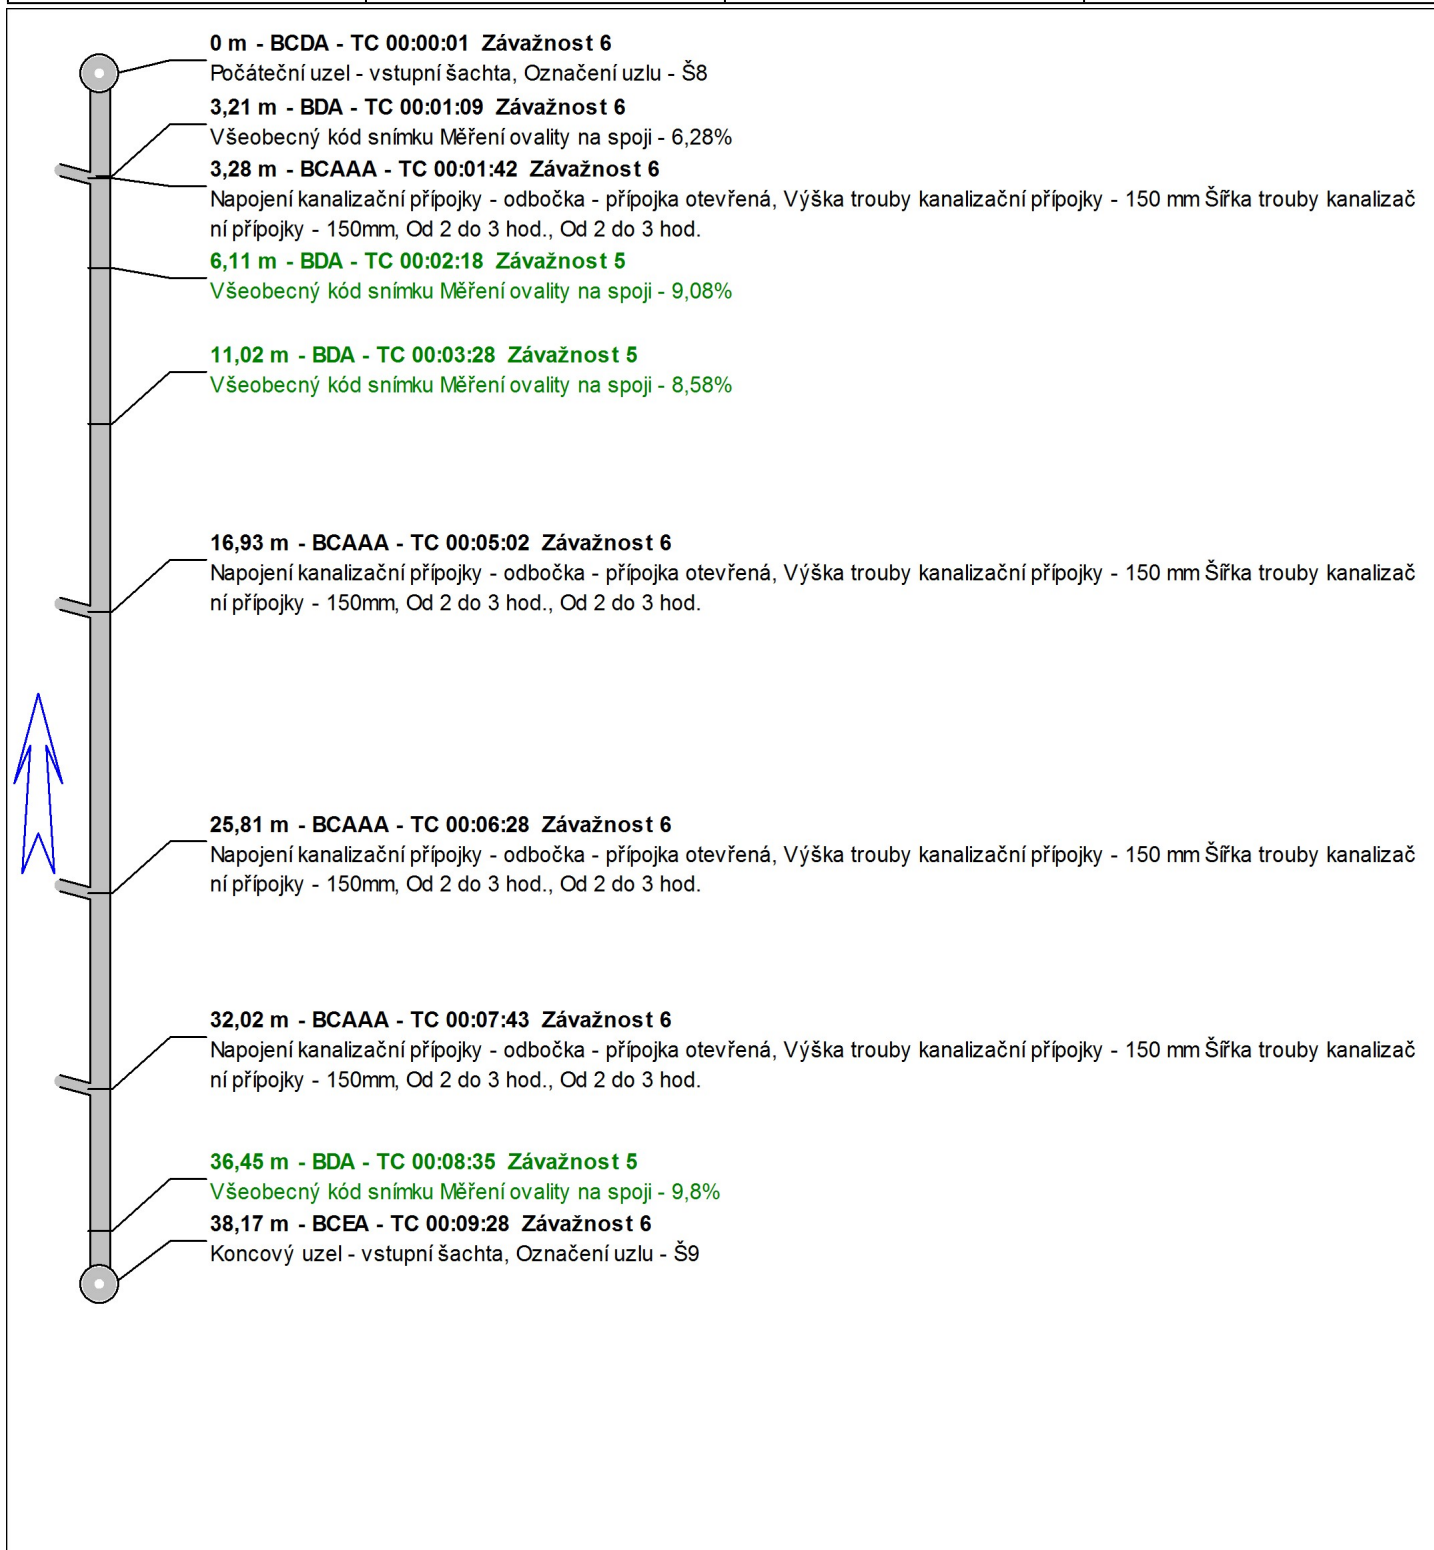 0 m - BCDA - TC 00:00:01 Závažnost 6
Počáteční uzel - vstupní šachta, Označení uzlu - Š8
3,21 m - BDA - TC 00:01:09 Závažnost 6
Všeobecný kód snímku Měření ovality na spoji - 6,28%
3,28 m - BCAAA - TC 00:01:42 Závažnost 6
Napojení kanalizační přípojky - odbočka - přípojka otevřená, Výška trouby kanalizační přípojky - 150 mm Šířka trouby kanalizač
ní přípojky - 150mm, Od 2 do 3 hod., Od 2 do 3 hod.
6,11 m - BDA - TC 00:02:18 Závažnost 5
Všeobecný kód snímku Měření ovality na spoji - 9,08%
11,02 m - BDA - TC 00:03:28 Závažnost 5
Všeobecný kód snímku Měření ovality na spoji - 8,58%
16,93 m - BCAAA - TC 00:05:02 Závažnost 6
Napojení kanalizační přípojky - odbočka - přípojka otevřená, Výška trouby kanalizační přípojky - 150 mm Šířka trouby kanalizač
ní přípojky - 150mm, Od 2 do 3 hod., Od 2 do 3 hod.
25,81 m - BCAAA - TC 00:06:28 Závažnost 6
Napojení kanalizační přípojky - odbočka - přípojka otevřená, Výška trouby kanalizační přípojky - 150 mm Šířka trouby kanalizač
ní přípojky - 150mm, Od 2 do 3 hod., Od 2 do 3 hod.
32,02 m - BCAAA - TC 00:07:43 Závažnost 6
Napojení kanalizační přípojky - odbočka - přípojka otevřená, Výška trouby kanalizační přípojky - 150 mm Šířka trouby kanalizač
ní přípojky - 150mm, Od 2 do 3 hod., Od 2 do 3 hod.
36,45 m - BDA - TC 00:08:35 Závažnost 5
Všeobecný kód snímku Měření ovality na spoji - 9,8%
38,17 m - BCEA - TC 00:09:28 Závažnost 6
Koncový uzel - vstupní šachta, Označení uzlu - Š9